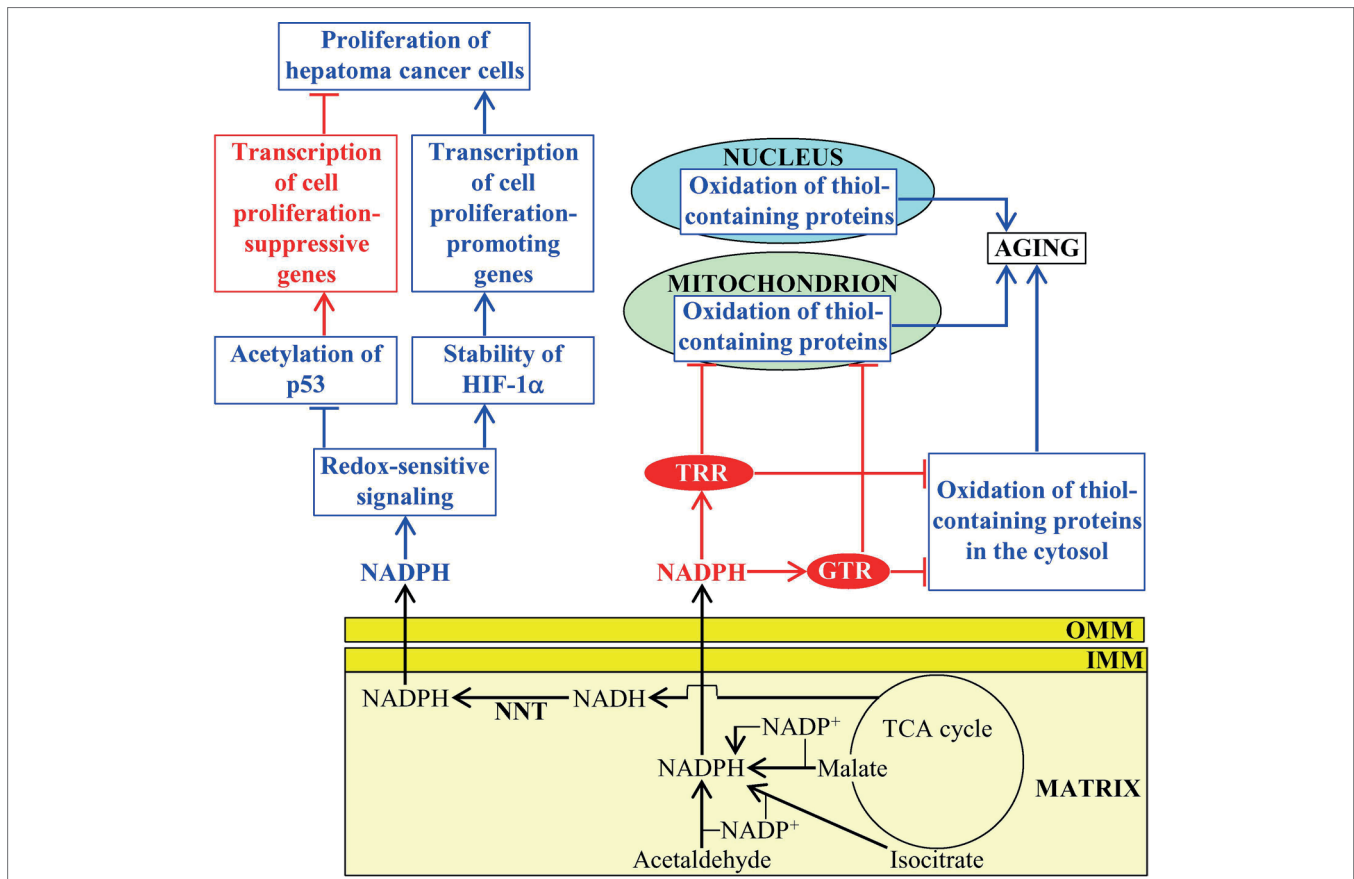 Proliferation of
hepatoma cancer cells
Transcription
of cell
proliferation-
suppressive
genes
Transcription
of cell
proliferation-
promoting
genes
Acetylation of
p53
Stability of
HIF-1α
Redox-sensitive
signaling
NADPH
NUCLEUS
Oxidation of thiol-
containing proteins
AGING
MITOCHONDRION
Oxidation of thiol-
containing proteins
TRR
Oxidation of thiol-
containing proteins
in the cytosol
NADPH
GTR
OMM
IMM
NADPH
NNT
NADH
TCA cycle
NADP⁺
NADPH
Malate
MATRIX
NADP⁺
Acetaldehyde
Isocitrate